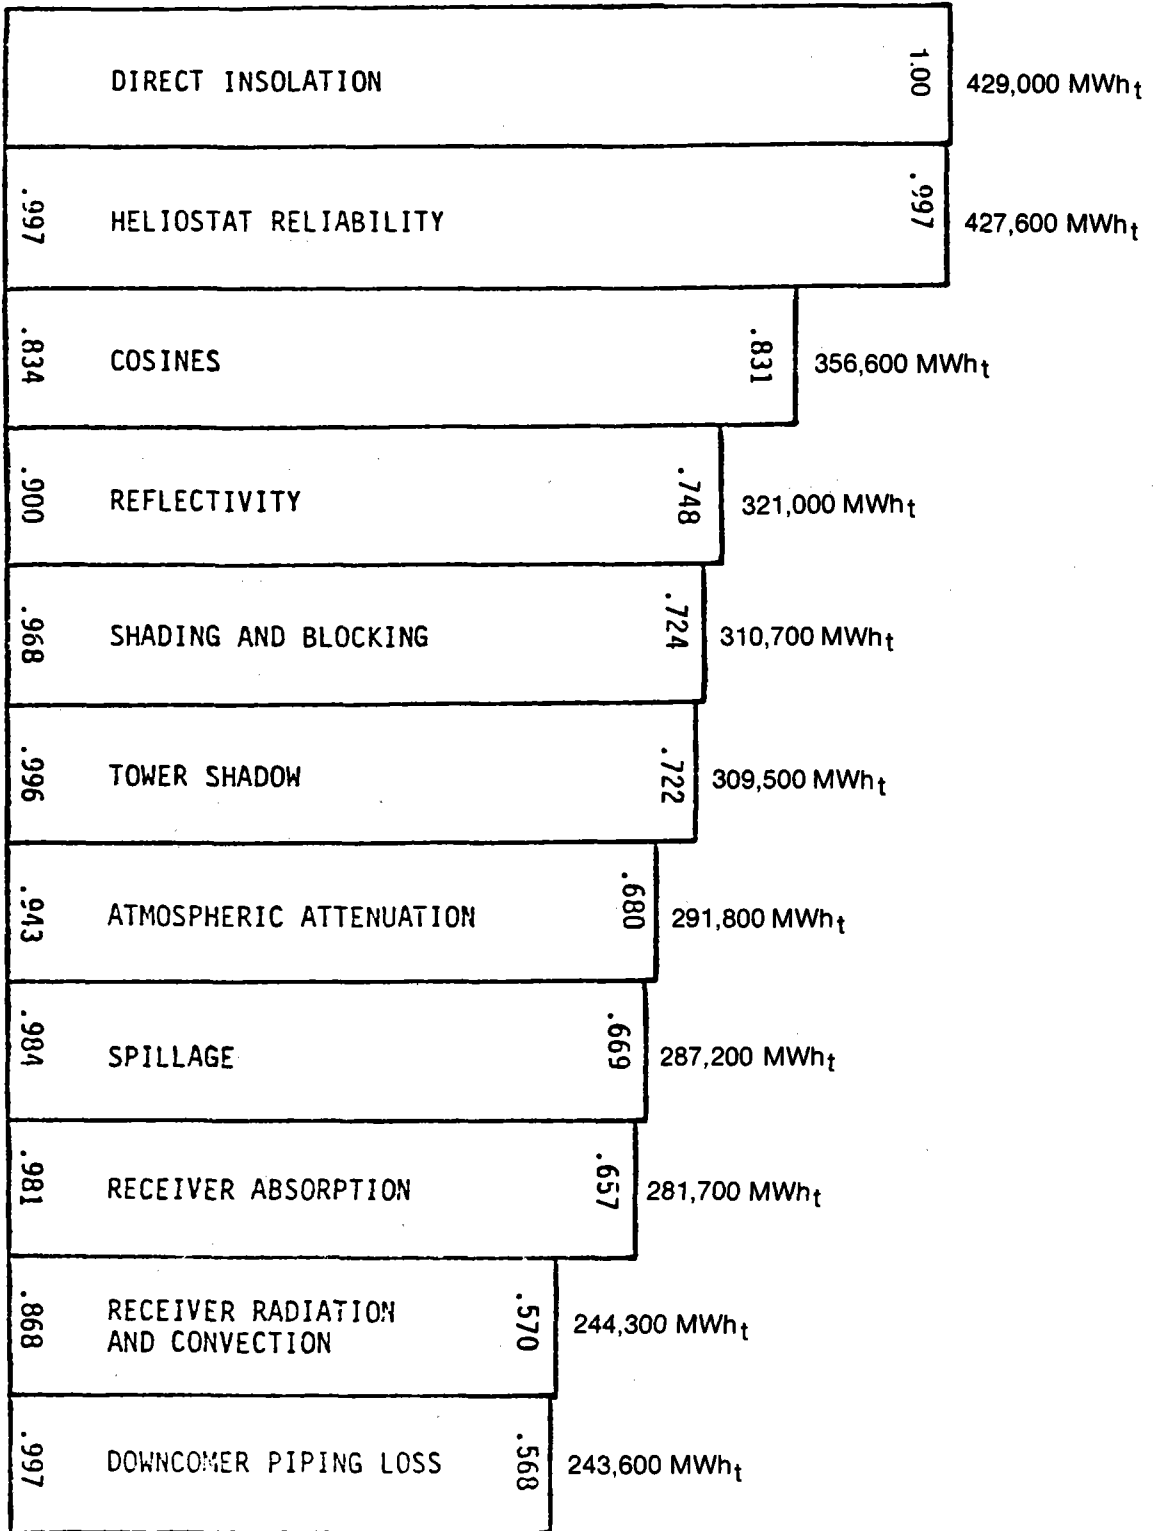 DIRECT INSOLATION 1.00 429,000 MWht
.997 HELIOSTAT RELIABILITY .997 427,600 MWht
.834 COSINES .831 356,600 MWht
.900 REFLECTIVITY .748 321,000 MWht
.968 SHADING AND BLOCKING .724 310,700 MWht
.996 TOWER SHADOW .722 309,500 MWht
.943 ATMOSPHERIC ATTENUATION .680 291,800 MWht
.984 SPILLAGE .669 287,200 MWht
.981 RECEIVER ABSORPTION .657 281,700 MWht
.868 RECEIVER RADIATION
AND CONVECTION .570 244,300 MWht
.997 DOWNCOMER PIPING LOSS .568 243,600 MWht